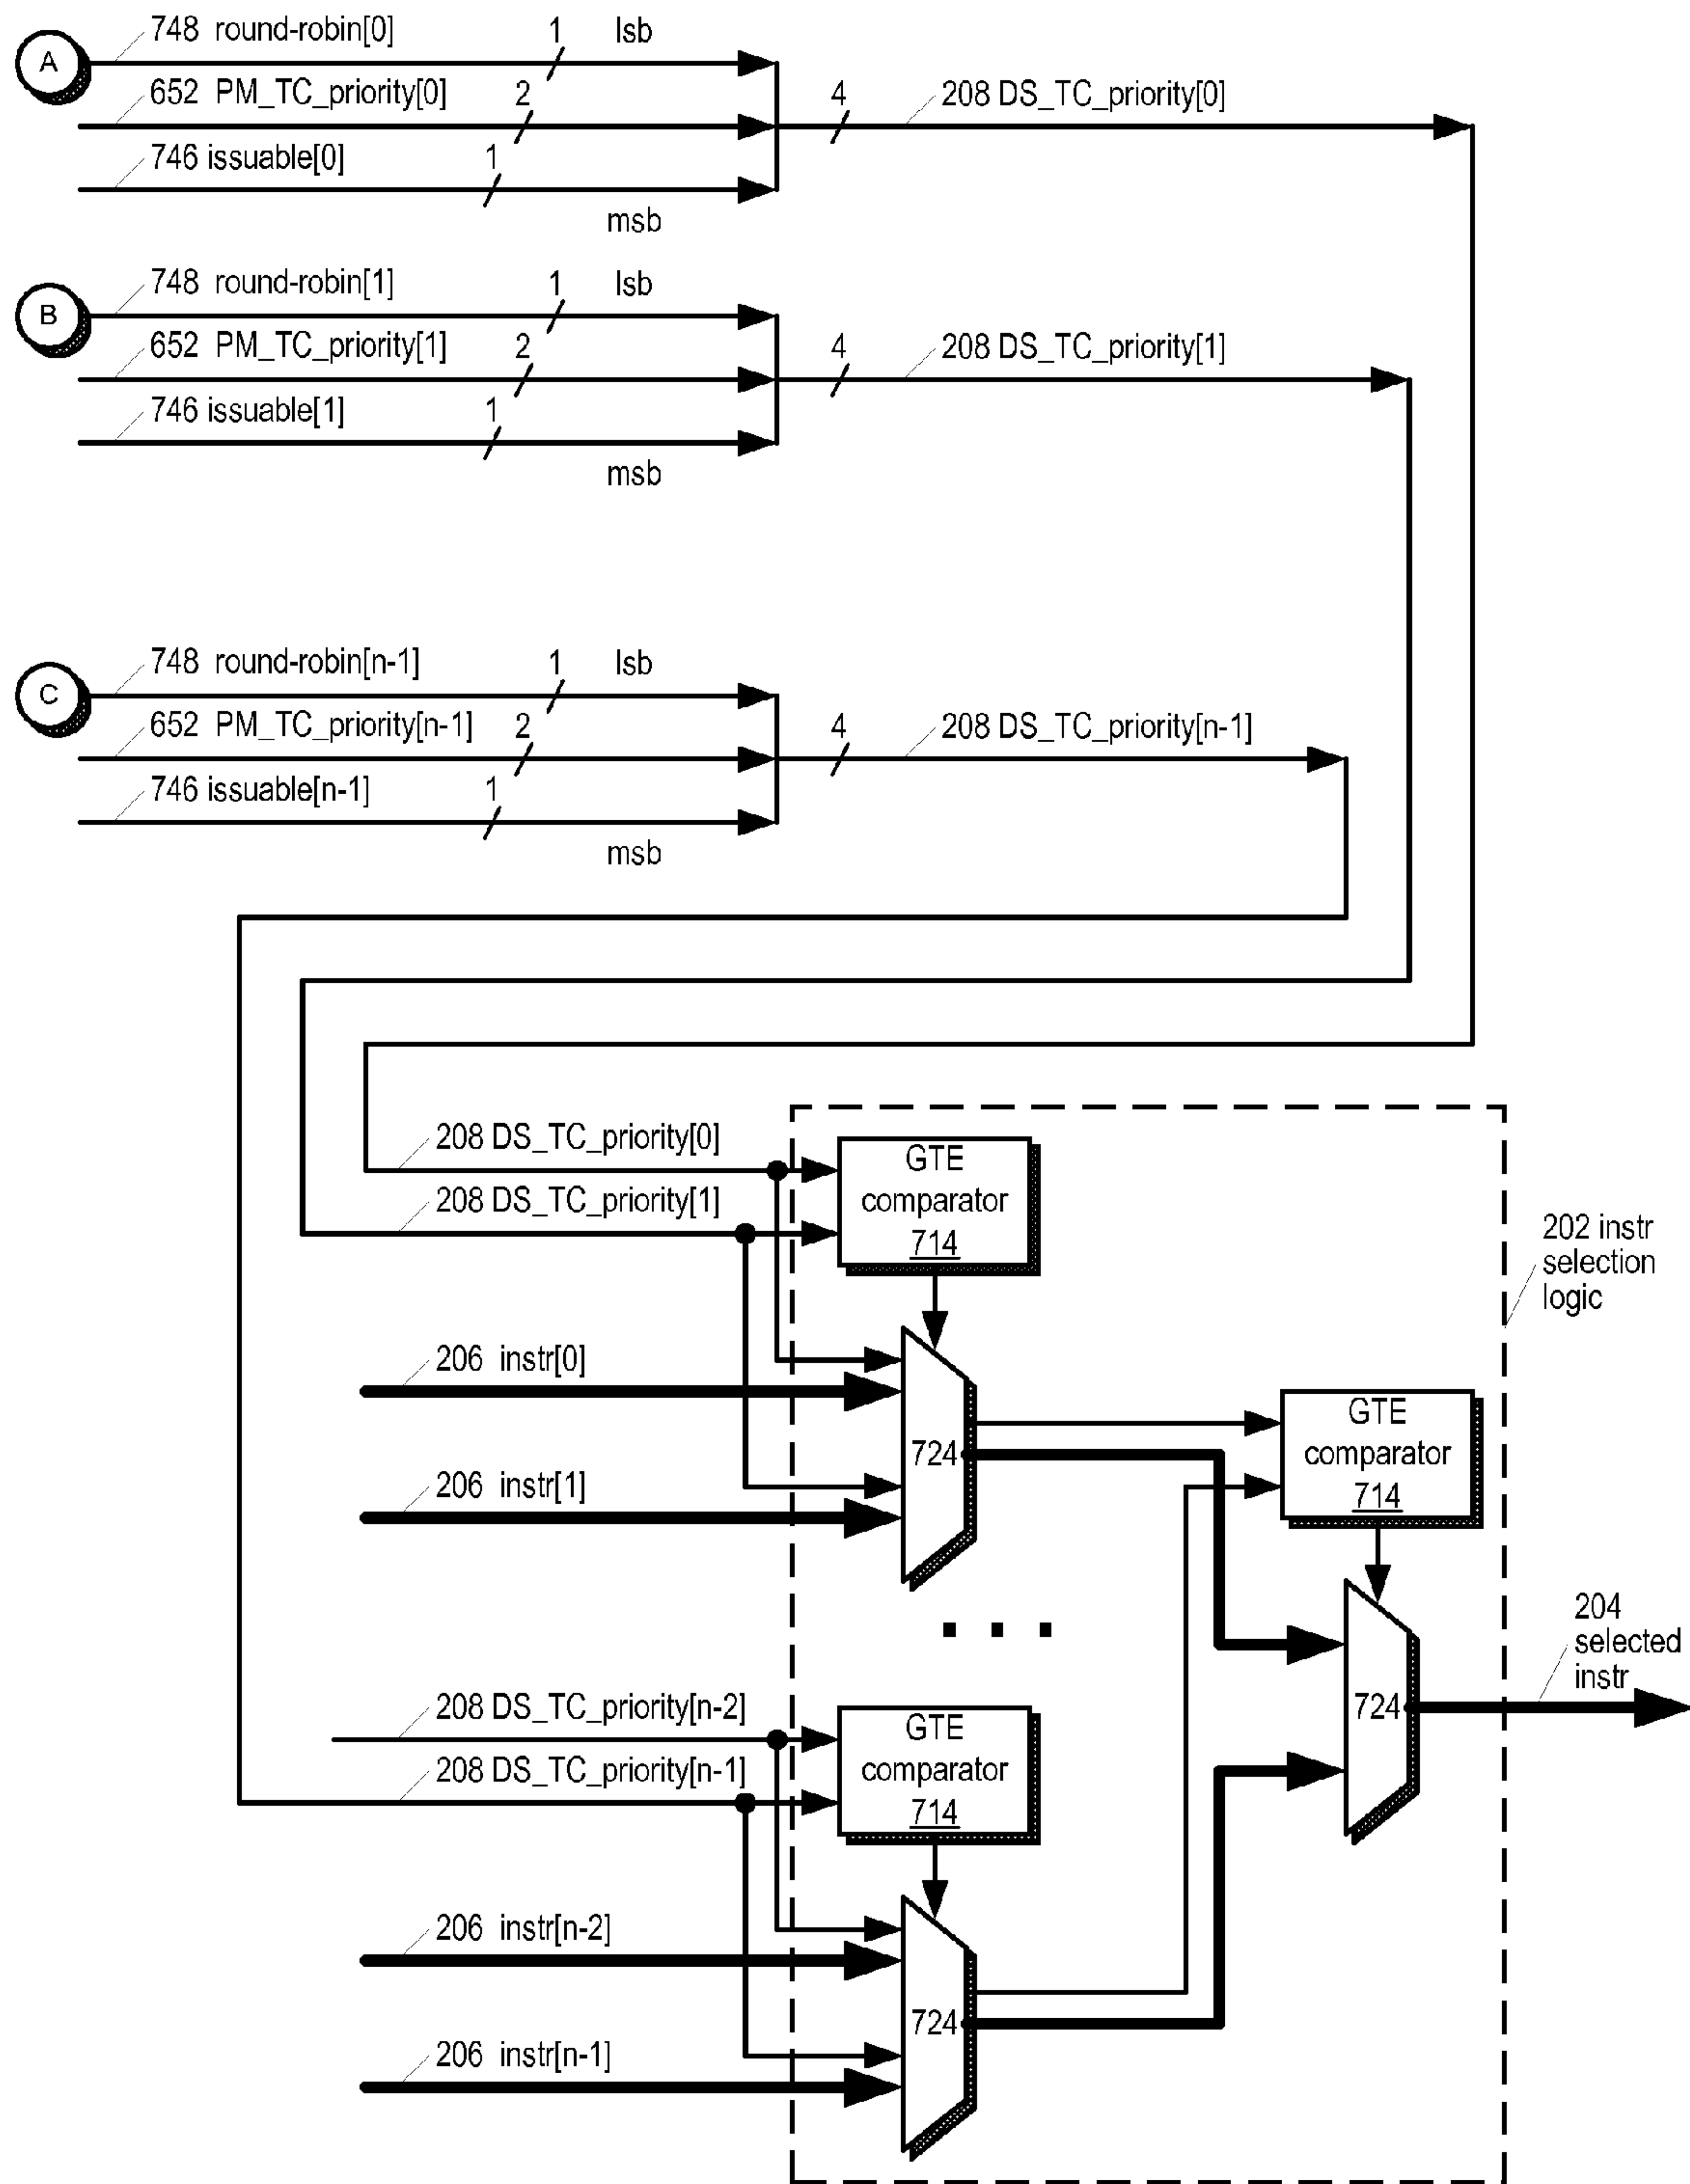 748 round-robin[0] 1 lsb
A
652 PM_TC_priority[0] 2 4 208 DS_TC_priority[0]
746 issuable[0] 1
msb
748 round-robin[1] 1 lsb
B
652 PM_TC_priority[1] 2 4 208 DS_TC_priority[1]
746 issuable[1] 1
msb
748 round-robin[n-1] 1 lsb
C
652 PM_TC_priority[n-1] 2 4 208 DS_TC_priority[n-1]
746 issuable[n-1] 1
msb
208 DS_TC_priority[0]
208 DS_TC_priority[1]
GTE
comparator
714
202 instr
selection
logic
206 instr[0]
206 instr[1]
724
GTE
comparator
714
204
selected
instr
724
208 DS_TC_priority[n-2]
208 DS_TC_priority[n-1]
GTE
comparator
714
206 instr[n-2]
724
206 instr[n-1]